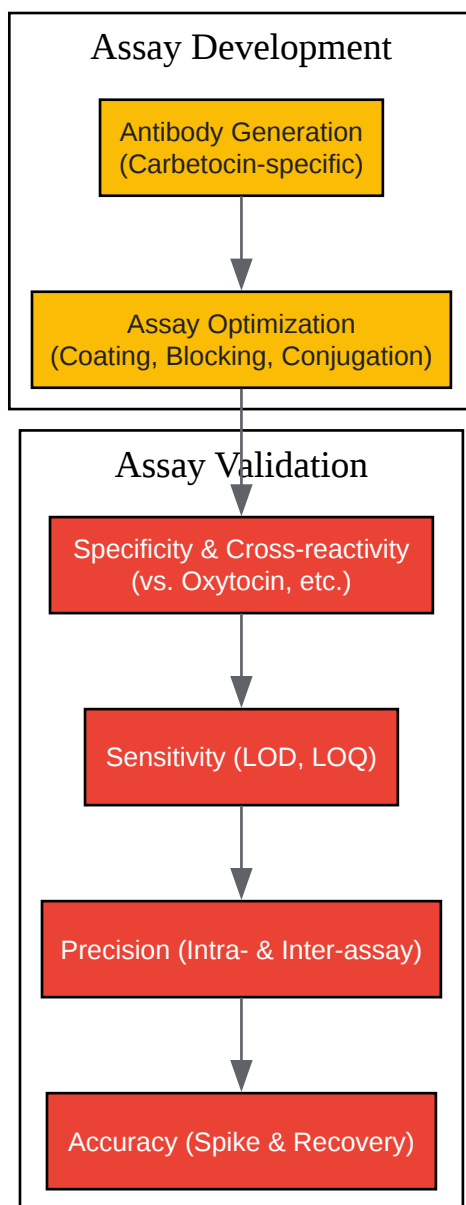 Assay Development
Antibody Generation
(Carbetocin-specific)
Assay Optimization
(Coating, Blocking, Conjugation)
Assay Validation
Specificity & Cross-reactivity
(vs. Oxytocin, etc.)
Sensitivity (LOD, LOQ)
Precision (Intra- & Inter-assay)
Accuracy (Spike & Recovery)